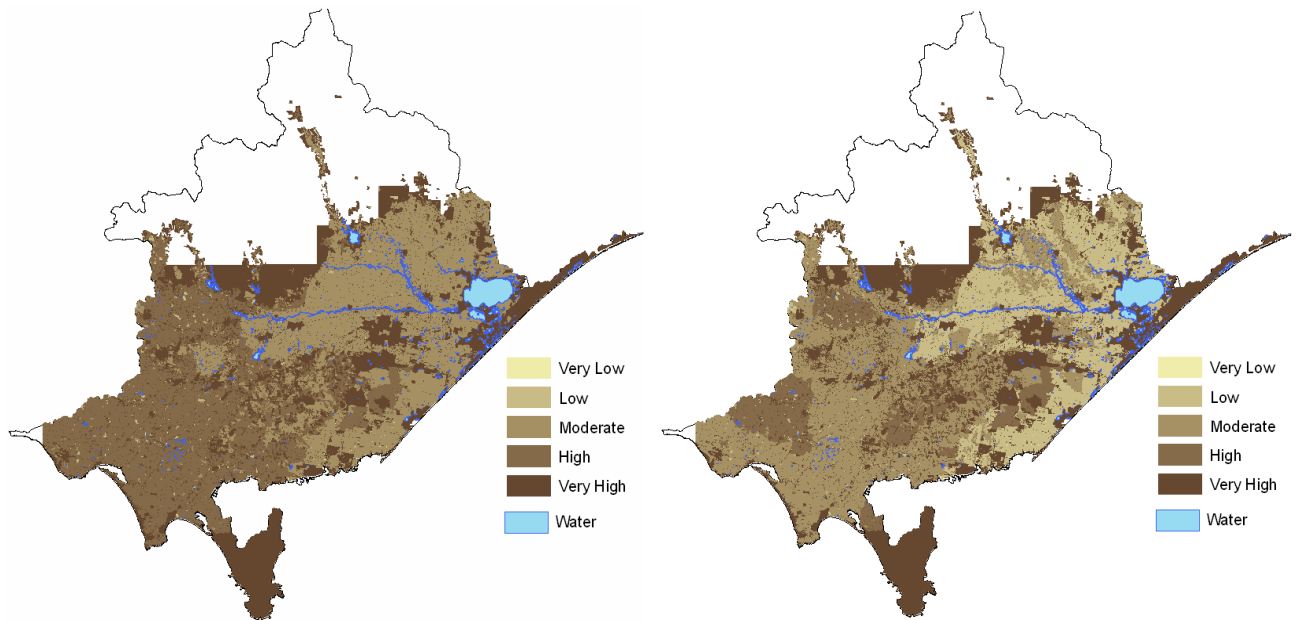 Very Low
Low
Moderate
High
Very High
Water
Very Low
Low
Moderate
High
Very High
Water